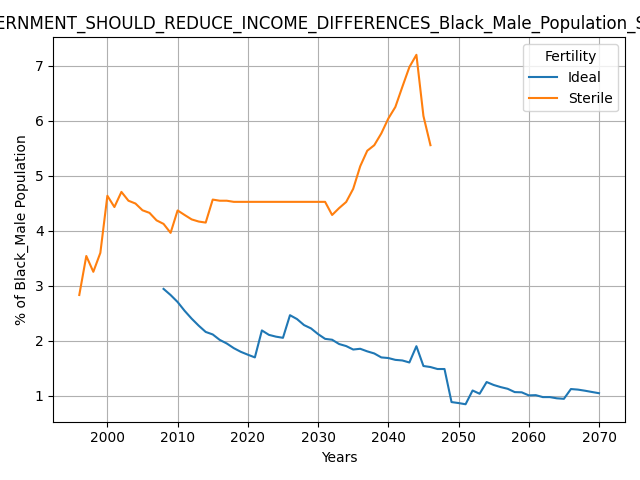 ERNMENT_SHOULD_REDUCE_INCOME_DIFFERENCES_Black_Male_Population_S
Fertility
Ideal
Sterile
% of Black_Male Population
7
6
5
4
3
2
1
2000 2010 2020 2030 2040 2050 2060 2070
Years